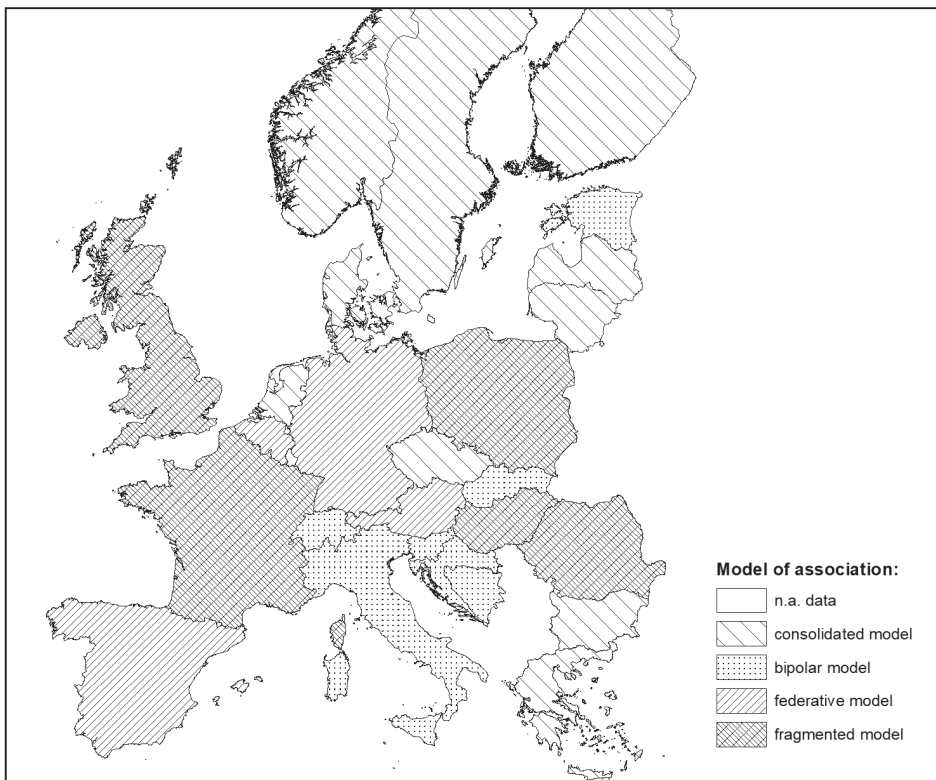 Model of association:
n.a. data
consolidated model
bipolar model
federative model
fragmented model